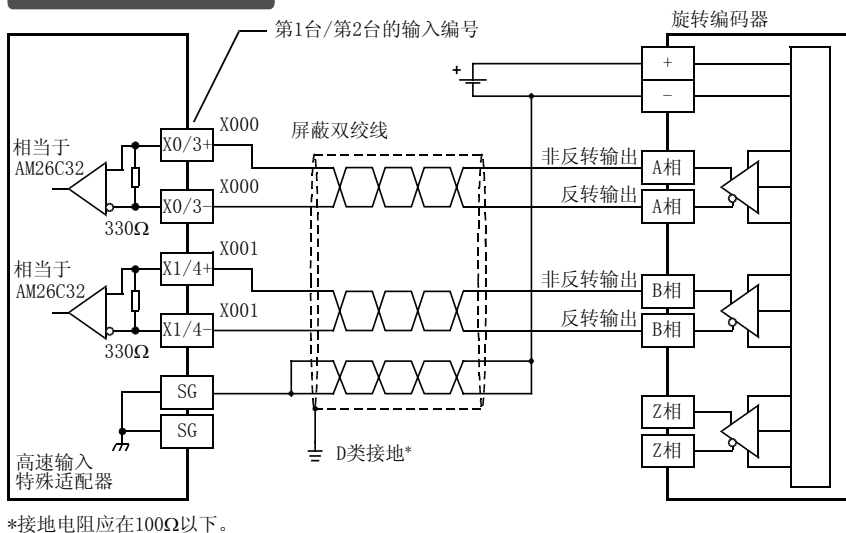 第1台/第2台的输入编号
旋转编码器
+
+
−
相当于
AM26C32
X0/3+
X000
屏蔽双绞线
非反转输出
A相
X0/3-
X000
反转输出
A相
330Ω
相当于
AM26C32
X1/4+
X001
非反转输出
B相
X1/4-
X001
反转输出
B相
330Ω
SG
SG
Z相
Z相
高速输入
特殊适配器
D类接地*
*接地电阻应在100Ω以下。